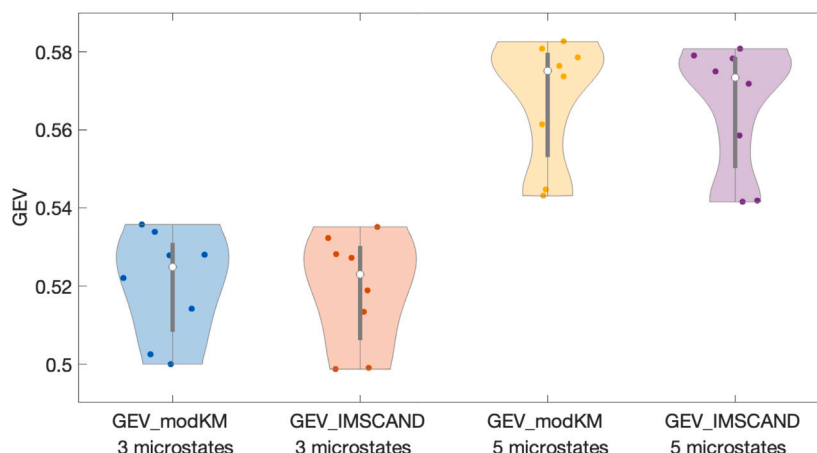 0.58
0.56
0.54
0.52
0.5
GEV
GEV_modKM
3 microstates
GEV_IMSCAND
3 microstates
GEV_modKM
5 microstates
GEV_IMSCAND
5 microstates